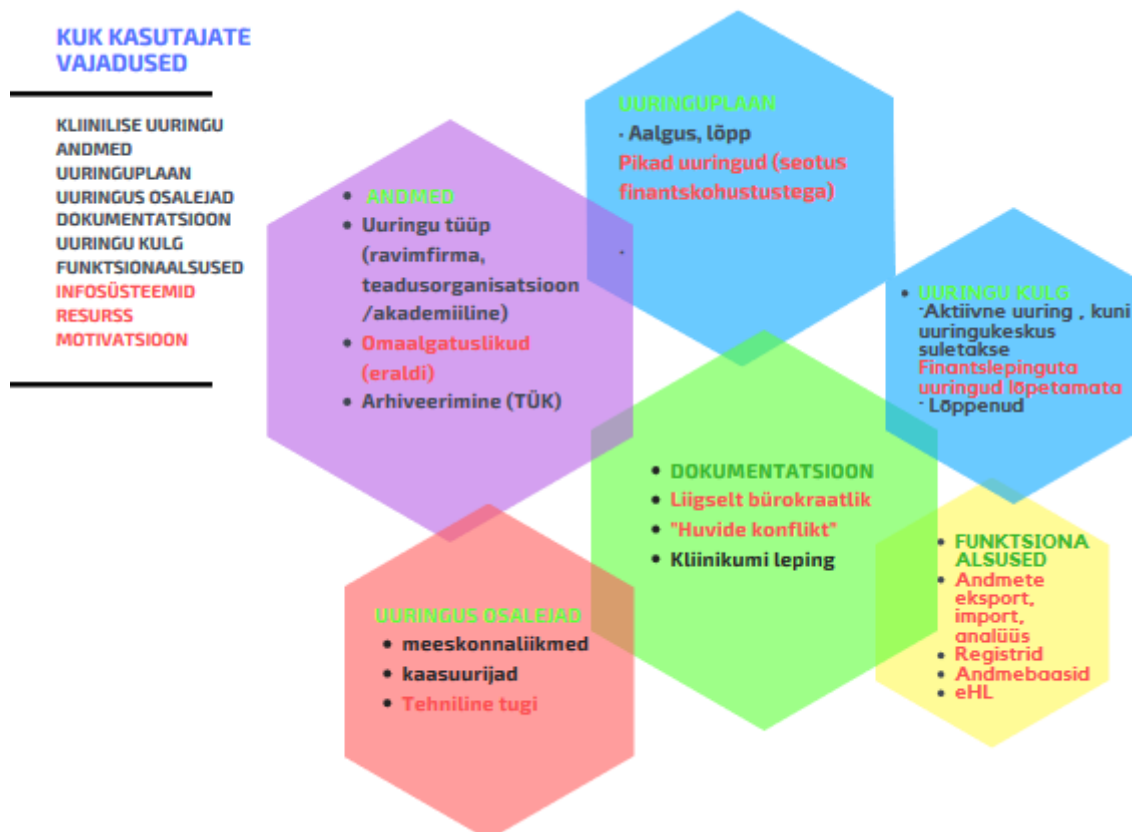 KUK KASUTAJATE
VAJADUSED
KLIINILISE UURINGU
ANDMED
UURINGUPLAAN
UURINGUS OSALEJAD
DOKUMENTATSIOON
UURINGU KULG
FUNKTSIONAALSUSED
INFOSÜSTEEMID
RESURSS
MOTIVATSIOON
• ANDMED
• Uuringu tüüp
(ravimfirma,
teadusorganisatsioon
/akadeemiline)
• Omaalgatuslikud
(eraldi)
• Arhiveerimine (TÜK)
UURINGUPLAAN
· Aalgus, lõpp
Pikad uuringud (seotus
finantskohustustega)
·
• UURINGU KULG
·Aktiivne uuring , kuni
uuringukeskus
suletakse
Finantslepinguta
uuringud lõpetamata
· Lõppenud
• DOKUMENTATSIOON
• Liigselt bürokraatlik
• "Huvide konflikt"
• Kliinikumi leping
UURINGUS OSALEJAD
• meeskonnaliikmed
• kaasuurijad
• Tehniline tugi
• FUNKTSIONA
ALSUSED
• Andmete
eksport,
import,
analüüs
• Registrid
• Andmebaasid
• eHL